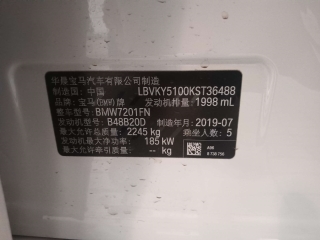 华晨宝马汽车有限公司制造
制造国：中国 LBVKY5100KST36488
品牌：宝马(BMW)牌 发动机排量：1998 mL
整车型号：BMW7201FN
发动机型号：B48B20D 制造年月：2019-07
最大允许总质量：2245 kg 乘坐人数：5
发动机最大净功率：185 kW
最大允许牵引质量：-- kg